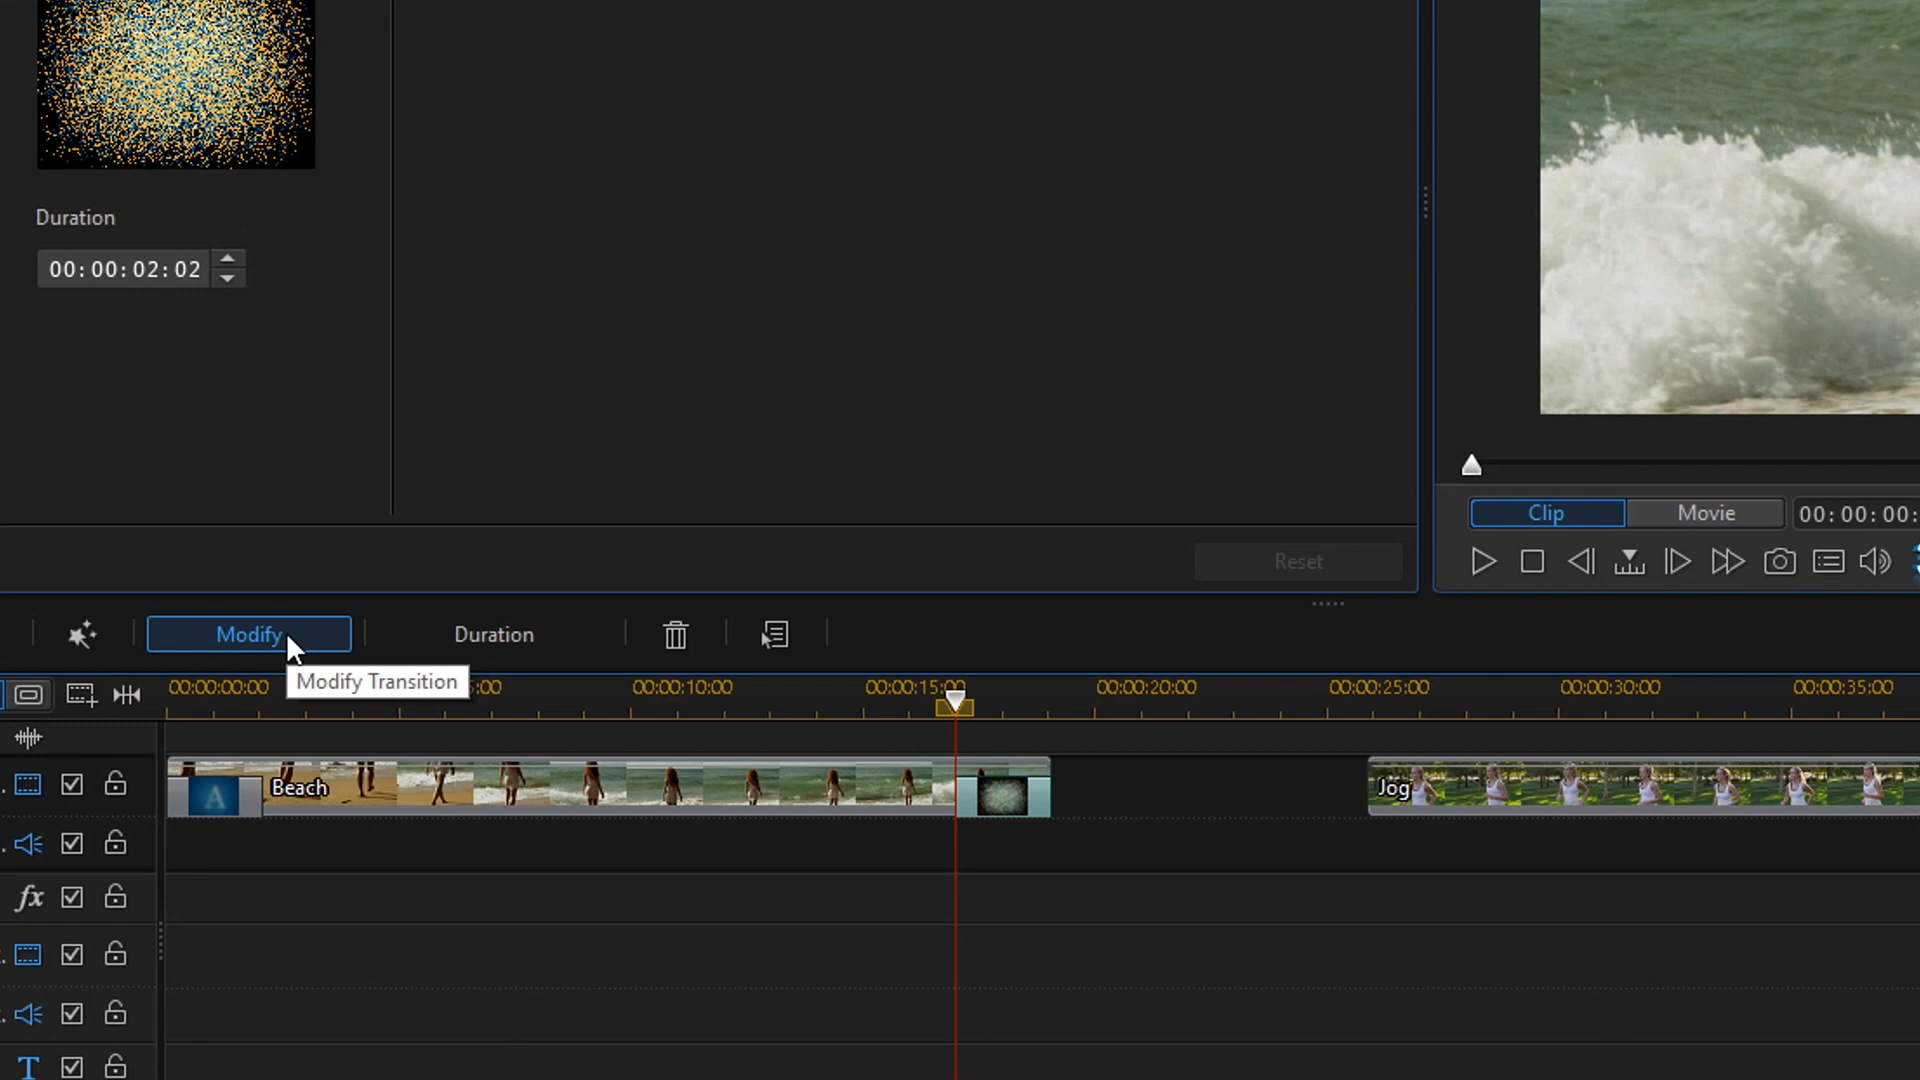 Duration
00:00:02:02
Reset
Clip
Movie
00:00:00:
Modify
Duration
Modify Transition
00:00:00:00
5:00
00:00:10:00
00:00:15:00
00:00:20:00
00:00:25:00
00:00:30:00
00:00:35:00
A
Beach
Jog
fx
T